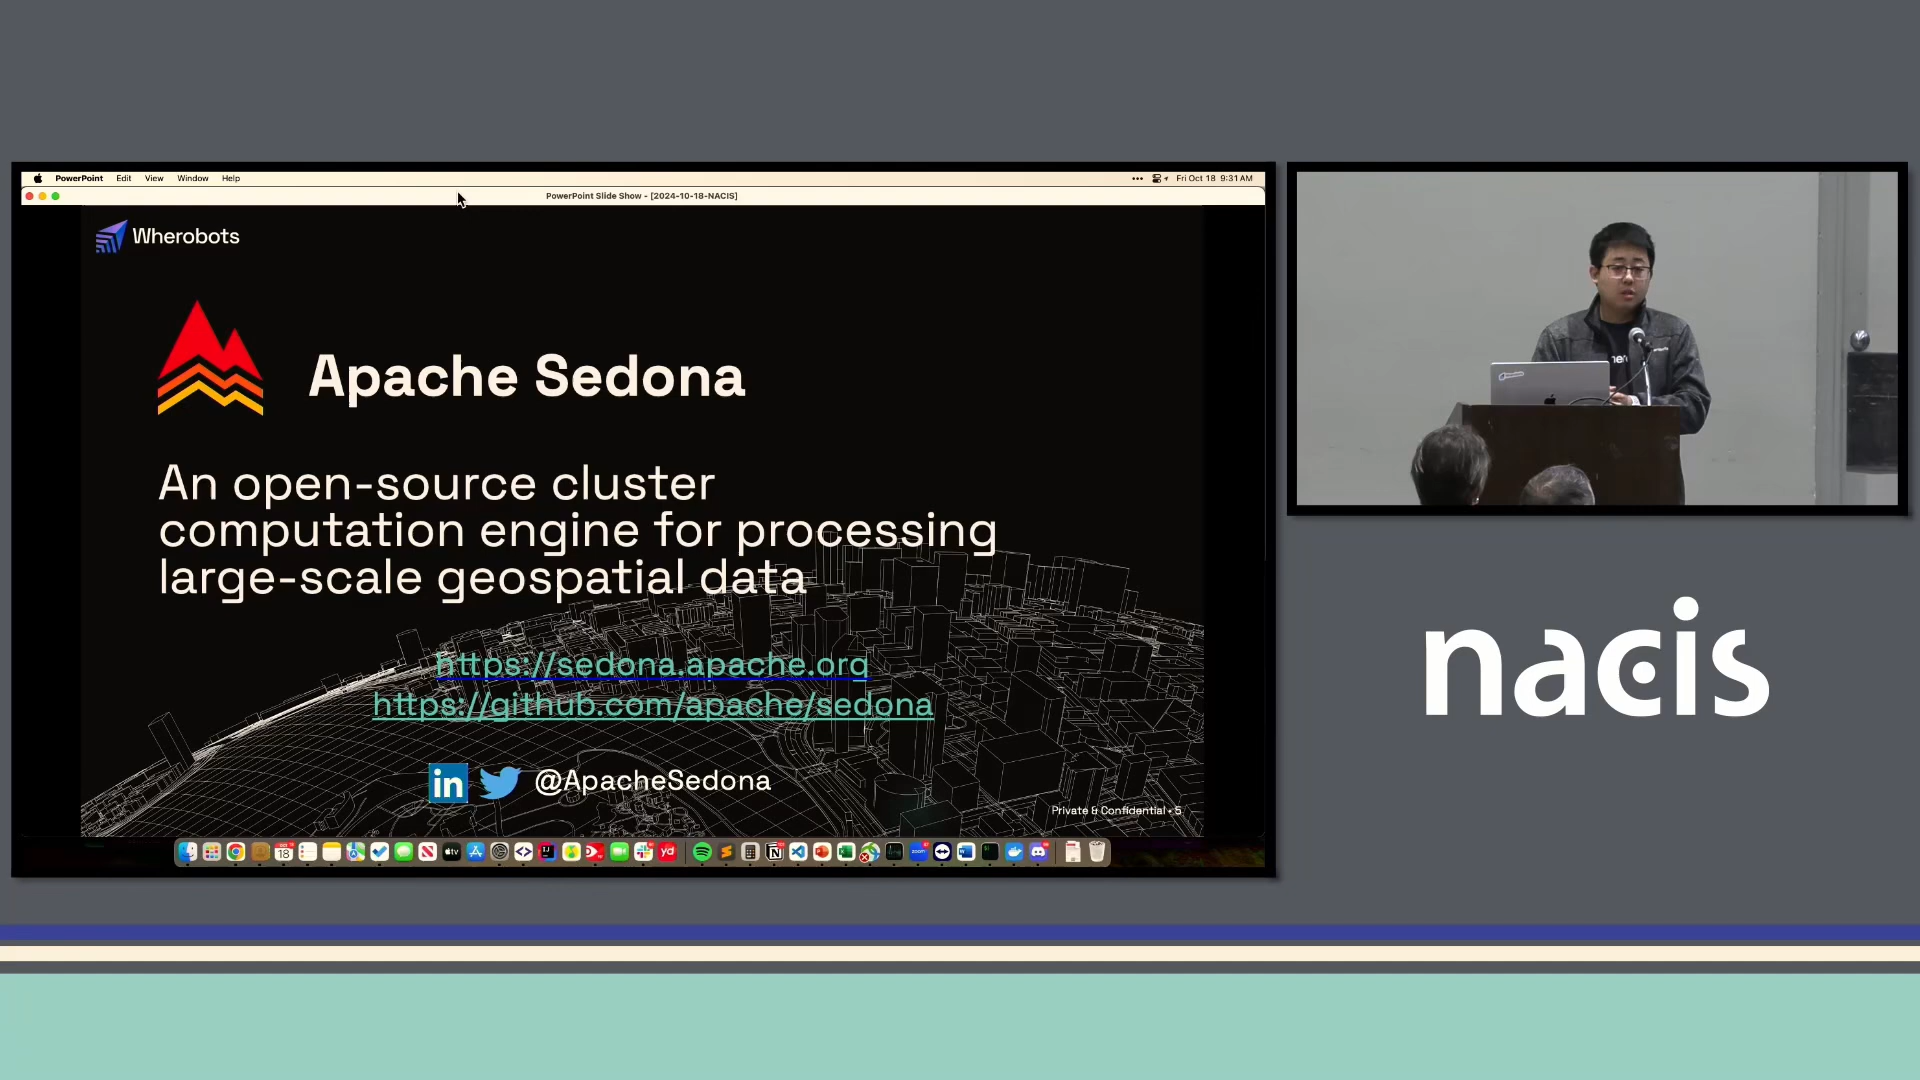 PowerPoint Edit View Window Help
Fri Oct 18 9:31 AM
PowerPoint Slide Show - [2024-10-18-NACIS]
Wherobots
Apache Sedona
An open-source cluster
computation engine for processing
large-scale geospatial data
https://sedona.apache.org
https://github.com/apache/sedona
in @ApacheSedona
Private & Confidential • 5
nacis